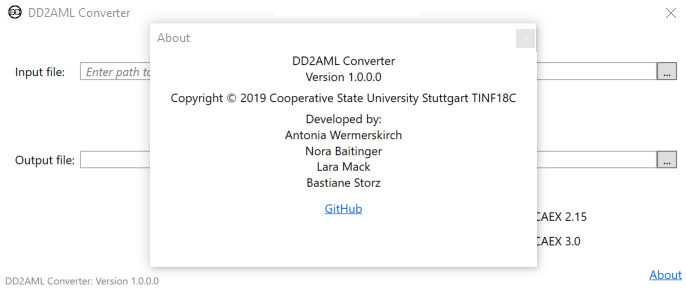 DD2AML Converter
About
x
DD2AML Converter
Version 1.0.0.0
Input file:
Enter path to
...
Copyright © 2019 Cooperative State University Stuttgart TINF18C
Developed by:
Antonia Wermerskirch
Nora Baitinger
Output file:
...
Lara Mack
Bastiane Storz
GitHub
CAEX 2.15
CAEX 3.0
About
DD2AML Converter: Version 1.0.0.0